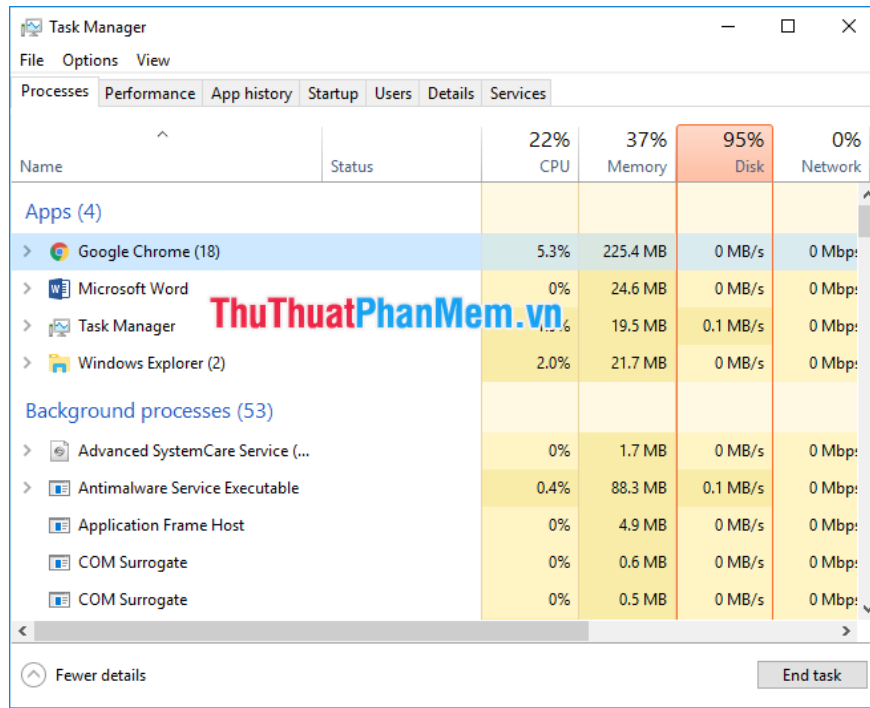 Task Manager
File Options View
Processes Performance App history Startup Users Details Services
22% 37% 95% 0%
Name Status CPU Memory Disk Network
Apps (4)
Google Chrome (18) 5.3% 225.4 MB 0 MB/s 0 Mbps
Microsoft Word 0% 24.6 MB 0 MB/s 0 Mbps
ThuThuatPhanMem.vn
Task Manager 19.5 MB 0.1 MB/s 0 Mbps
Windows Explorer (2) 2.0% 21.7 MB 0 MB/s 0 Mbps
Background processes (53)
Advanced SystemCare Service (... 0% 1.7 MB 0 MB/s 0 Mbps
Antimalware Service Executable 0.4% 88.3 MB 0.1 MB/s 0 Mbps
Application Frame Host 0% 4.9 MB 0 MB/s 0 Mbps
COM Surrogate 0% 0.6 MB 0 MB/s 0 Mbps
COM Surrogate 0% 0.5 MB 0 MB/s 0 Mbps
Fewer details End task